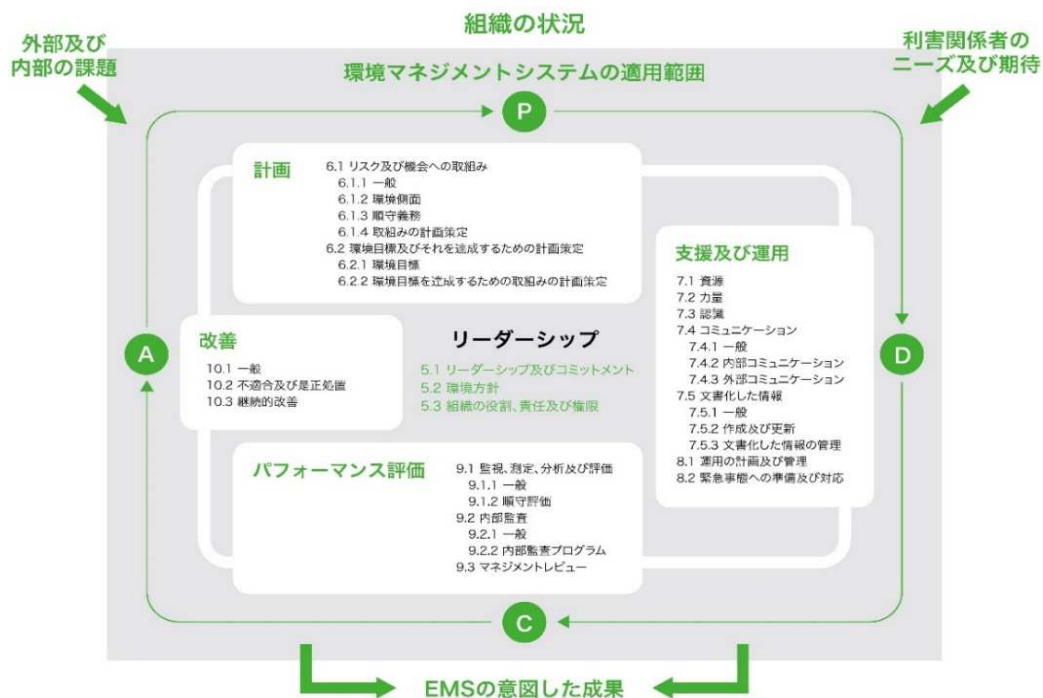 組織の状況
外部及び
内部の課題
利害関係者の
ニーズ及び期待
環境マネジメントシステムの適用範囲
P
計画
6.1 リスク及び機会への取組み
6.1.1 一般
6.1.2 環境側面
6.1.3 順守義務
6.1.4 取組みの計画策定
6.2 環境目標及びそれを達成するための計画策定
6.2.1 環境目標
6.2.2 環境目標を達成するための取組みの計画策定
支援及び運用
7.1 資源
7.2 力量
7.3 認識
7.4 コミュニケーション
7.4.1 一般
7.4.2 内部コミュニケーション
7.4.3 外部コミュニケーション
7.5 文書化した情報
7.5.1 一般
7.5.2 作成及び更新
7.5.3 文書化した情報の管理
8.1 運用の計画及び管理
8.2 緊急事態への準備及び対応
D
A
改善
10.1 一般
10.2 不適合及び是正処置
10.3 継続的改善
リーダーシップ
5.1 リーダーシップ及びコミットメント
5.2 環境方針
5.3 組織の役割、責任及び権限
パフォーマンス評価
9.1 監視、測定、分析及び評価
9.1.1 一般
9.1.2 順守評価
9.2 内部監査
9.2.1 一般
9.2.2 内部監査プログラム
9.3 マネジメントレビュー
C
EMSの意図した成果